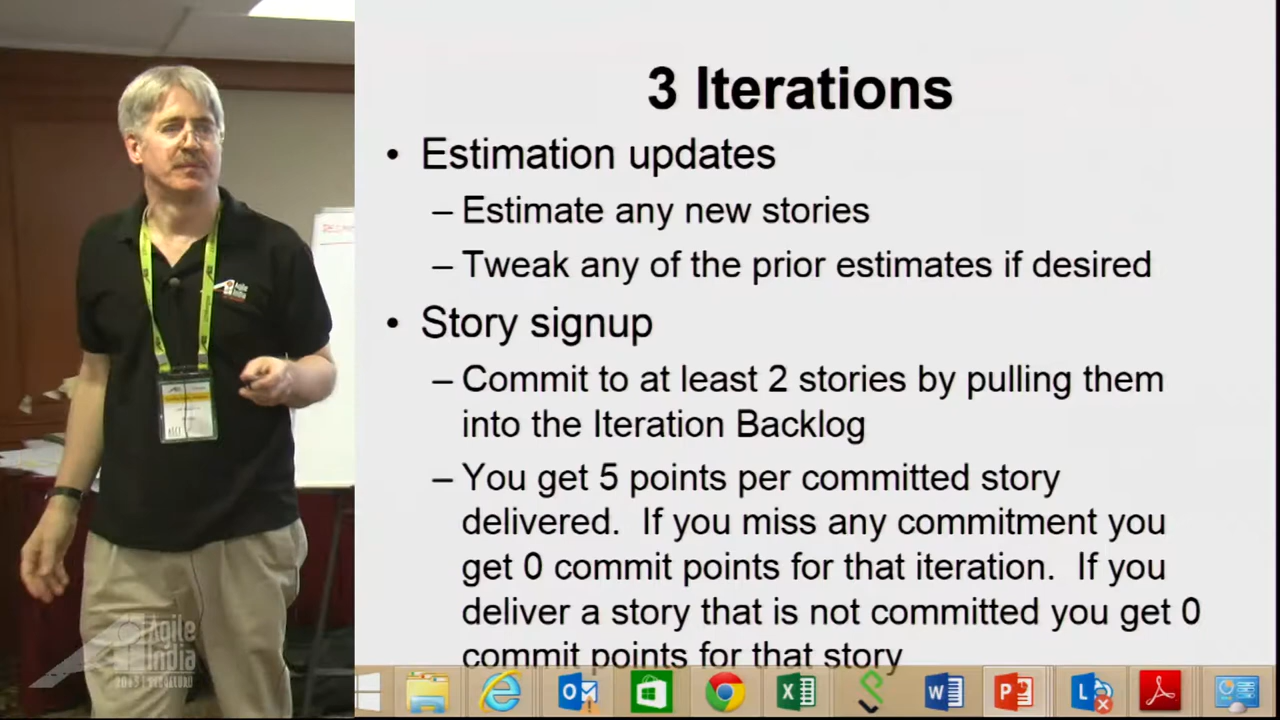 3 Iterations
• Estimation updates
– Estimate any new stories
– Tweak any of the prior estimates if desired
• Story signup
– Commit to at least 2 stories by pulling them
into the Iteration Backlog
– You get 5 points per committed story
delivered.  If you miss any commitment you
get 0 commit points for that iteration.  If you
deliver a story that is not committed you get 0
commit points for that story
Agile
India
Agile
India